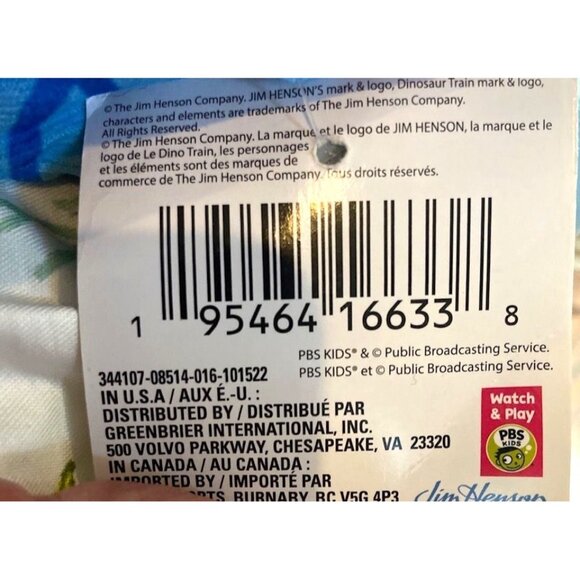 © The Jim Henson Company. JIM HENSON'S mark & logo, Dinosaur Train mark & logo,
characters and elements are trademarks of The Jim Henson Company.
All Rights Reserved.
© The Jim Henson Company. La marque et le logo de JIM HENSON, la marque et le
logo de Le Dino Train, les personnages
et les éléments sont des marques de
commerce de The Jim Henson Company. Tous droits réservés.
1 95464 16633 8
PBS KIDS® & © Public Broadcasting Service.
PBS KIDS® et © Public Broadcasting Service.
344107-08514-016-101522
IN U.S.A / AUX É.-U. :
DISTRIBUTED BY / DISTRIBUÉ PAR
GREENBRIER INTERNATIONAL, INC.
500 VOLVO PARKWAY, CHESAPEAKE, VA 23320
IN CANADA / AU CANADA :
IMPORTED BY / IMPORTÉ PAR
BURNABY, BC V5G 4P3
Watch
& Play
PBS
KIDS
Jim Henson